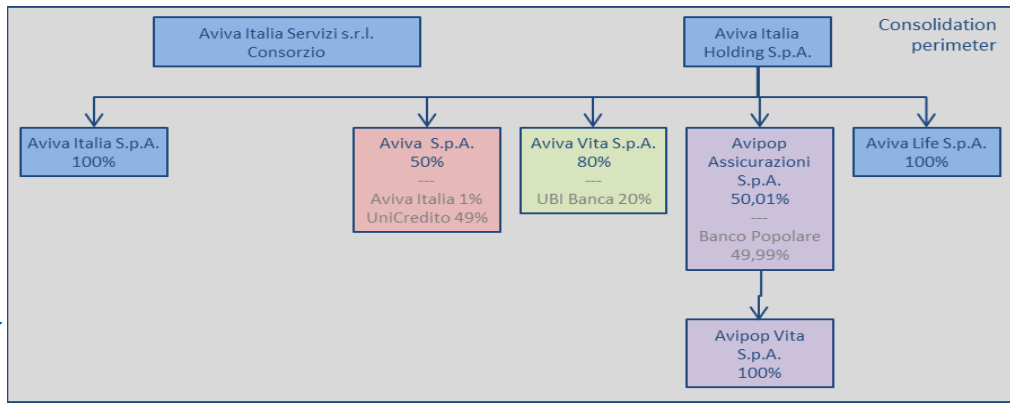 Aviva Italia Servizi s.r.l.
Consorzio
Aviva Italia
Holding S.p.A.
Consolidation
perimeter
Aviva Italia S.p.A.
100%
Aviva S.p.A.
50%
---
Aviva Italia 1%
UniCredito 49%
Aviva Vita S.p.A.
80%
---
UBI Banca 20%
Avipop
Assicurazioni
S.p.A.
50,01%
---
Banco Popolare
49,99%
Aviva Life S.p.A.
100%
Avipop Vita
S.p.A.
100%